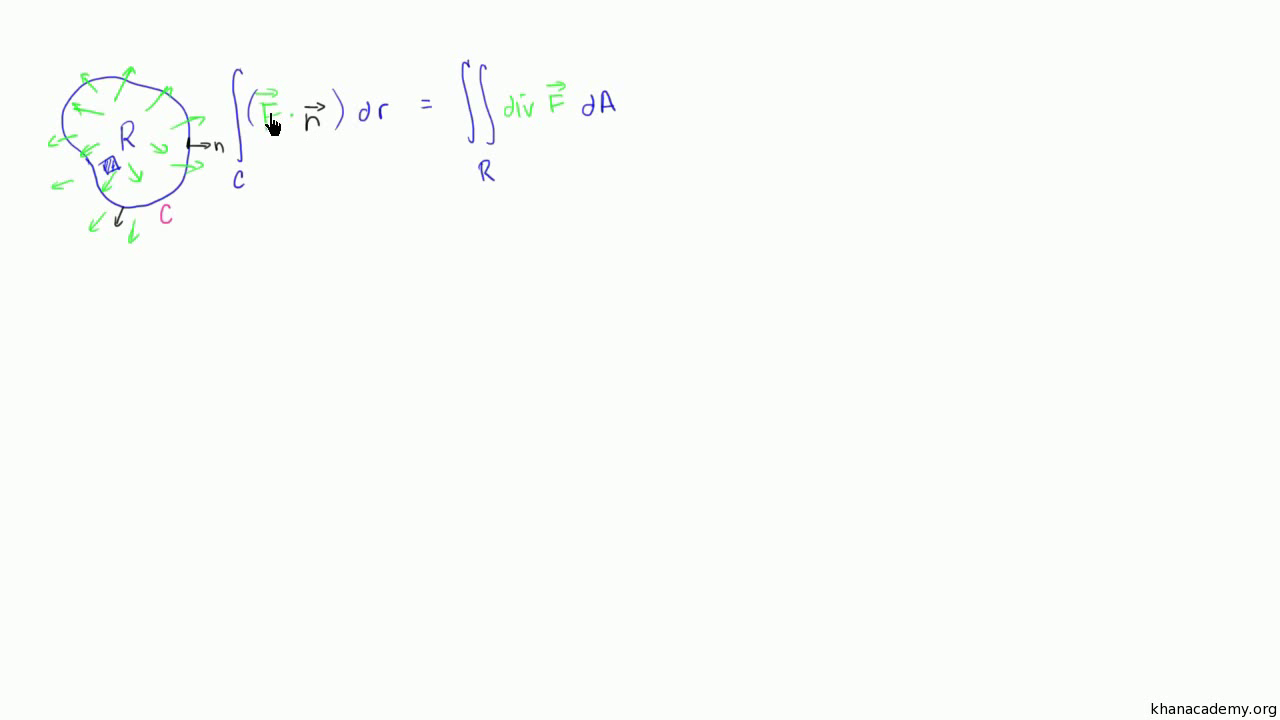 ∫_C (F⃗ · n⃗) dr = ∬_R div F⃗ dA
R
n
C
khanacademy.org